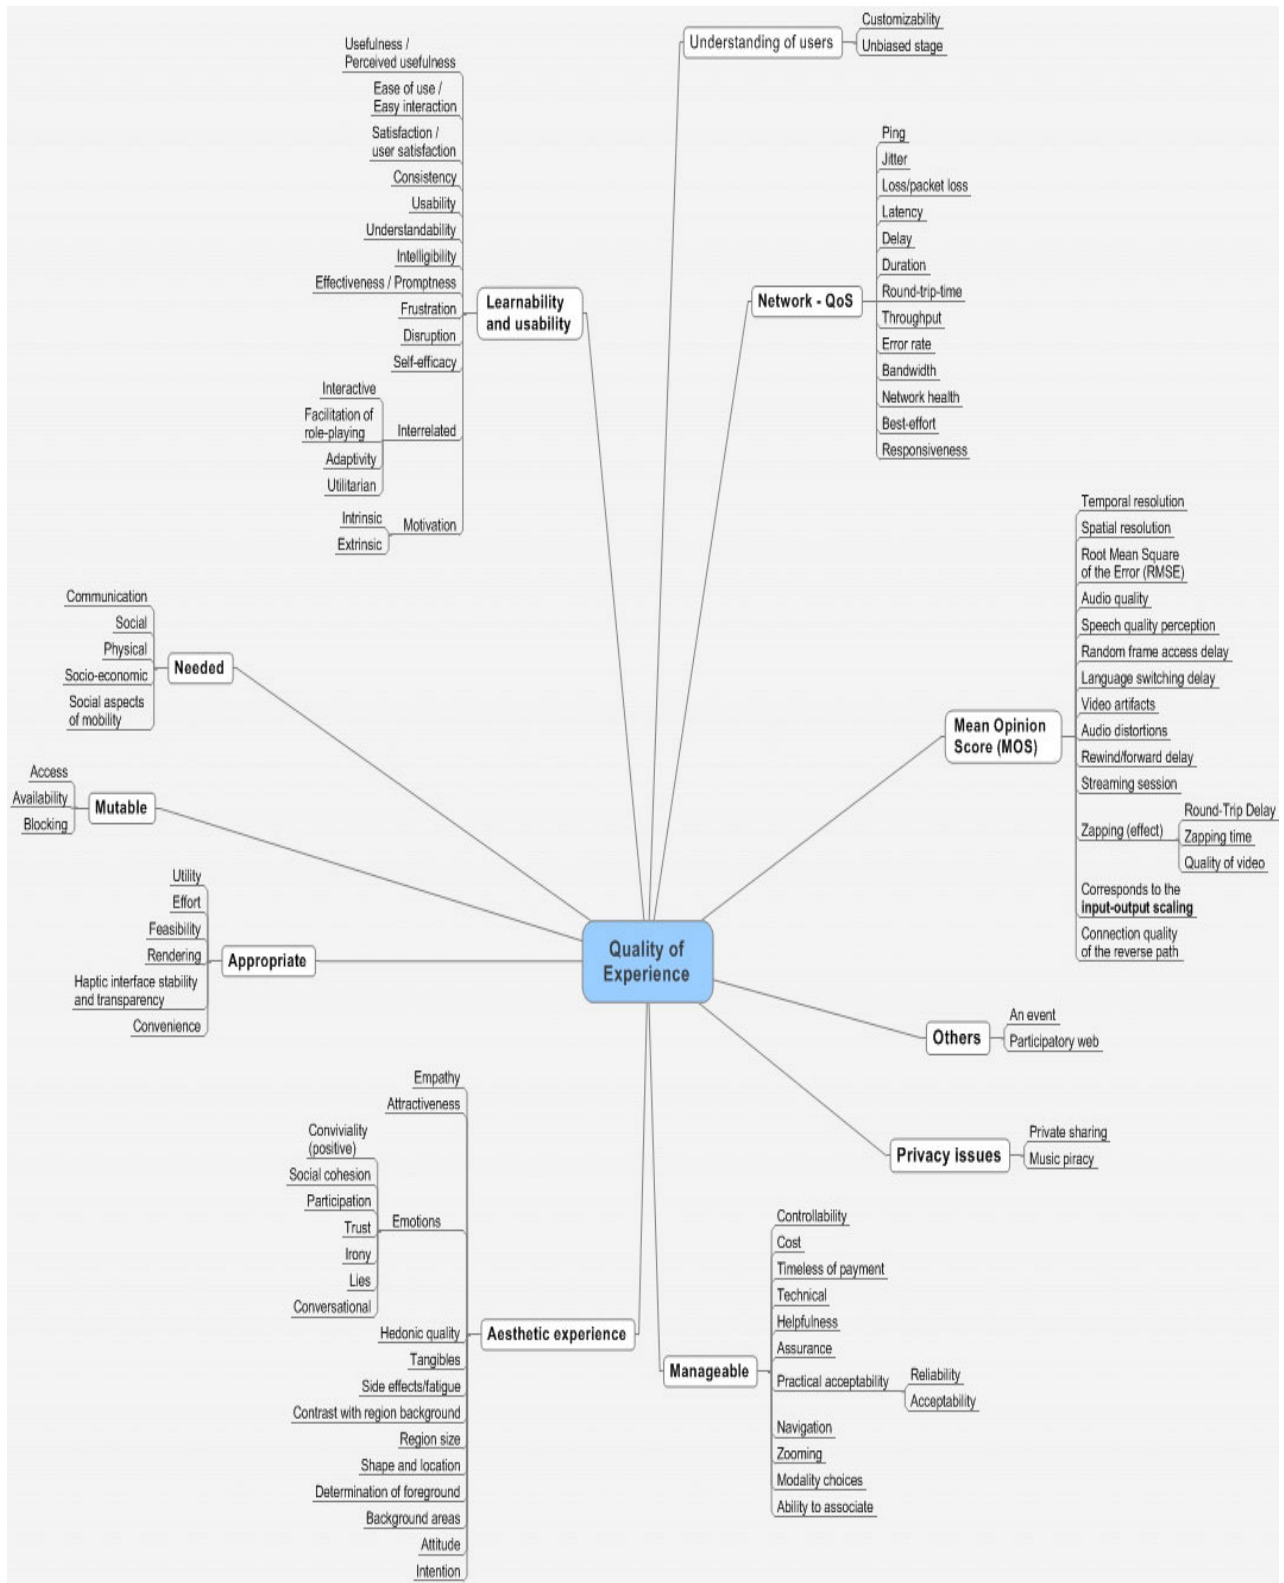 Quality of
Experience
Understanding of users
Customizability
Unbiased stage
Network - QoS
Ping
Jitter
Loss/packet loss
Latency
Delay
Duration
Round-trip-time
Throughput
Error rate
Bandwidth
Network health
Best-effort
Responsiveness
Mean Opinion
Score (MOS)
Temporal resolution
Spatial resolution
Root Mean Square
of the Error (RMSE)
Audio quality
Speech quality perception
Random frame access delay
Language switching delay
Video artifacts
Audio distortions
Rewind/forward delay
Streaming session
Zapping (effect)
Round-Trip Delay
Zapping time
Quality of video
Corresponds to the
input-output scaling
Connection quality
of the reverse path
Others
An event
Participatory web
Privacy issues
Private sharing
Music piracy
Manageable
Controllability
Cost
Timeless of payment
Technical
Helpfulness
Assurance
Practical acceptability
Reliability
Acceptability
Navigation
Zooming
Modality choices
Ability to associate
Learnability
and usability
Usefulness /
Perceived usefulness
Ease of use /
Easy interaction
Satisfaction /
user satisfaction
Consistency
Usability
Understandability
Intelligibility
Effectiveness / Promptness
Frustration
Disruption
Self-efficacy
Interrelated
Interactive
Facilitation of
role-playing
Adaptivity
Utilitarian
Motivation
Intrinsic
Extrinsic
Needed
Communication
Social
Physical
Socio-economic
Social aspects
of mobility
Mutable
Access
Availability
Blocking
Appropriate
Utility
Effort
Feasibility
Rendering
Haptic interface stability
and transparency
Convenience
Aesthetic experience
Empathy
Attractiveness
Emotions
Conviviality
(positive)
Social cohesion
Participation
Trust
Irony
Lies
Conversational
Hedonic quality
Tangibles
Side effects/fatigue
Contrast with region background
Region size
Shape and location
Determination of foreground
Background areas
Attitude
Intention